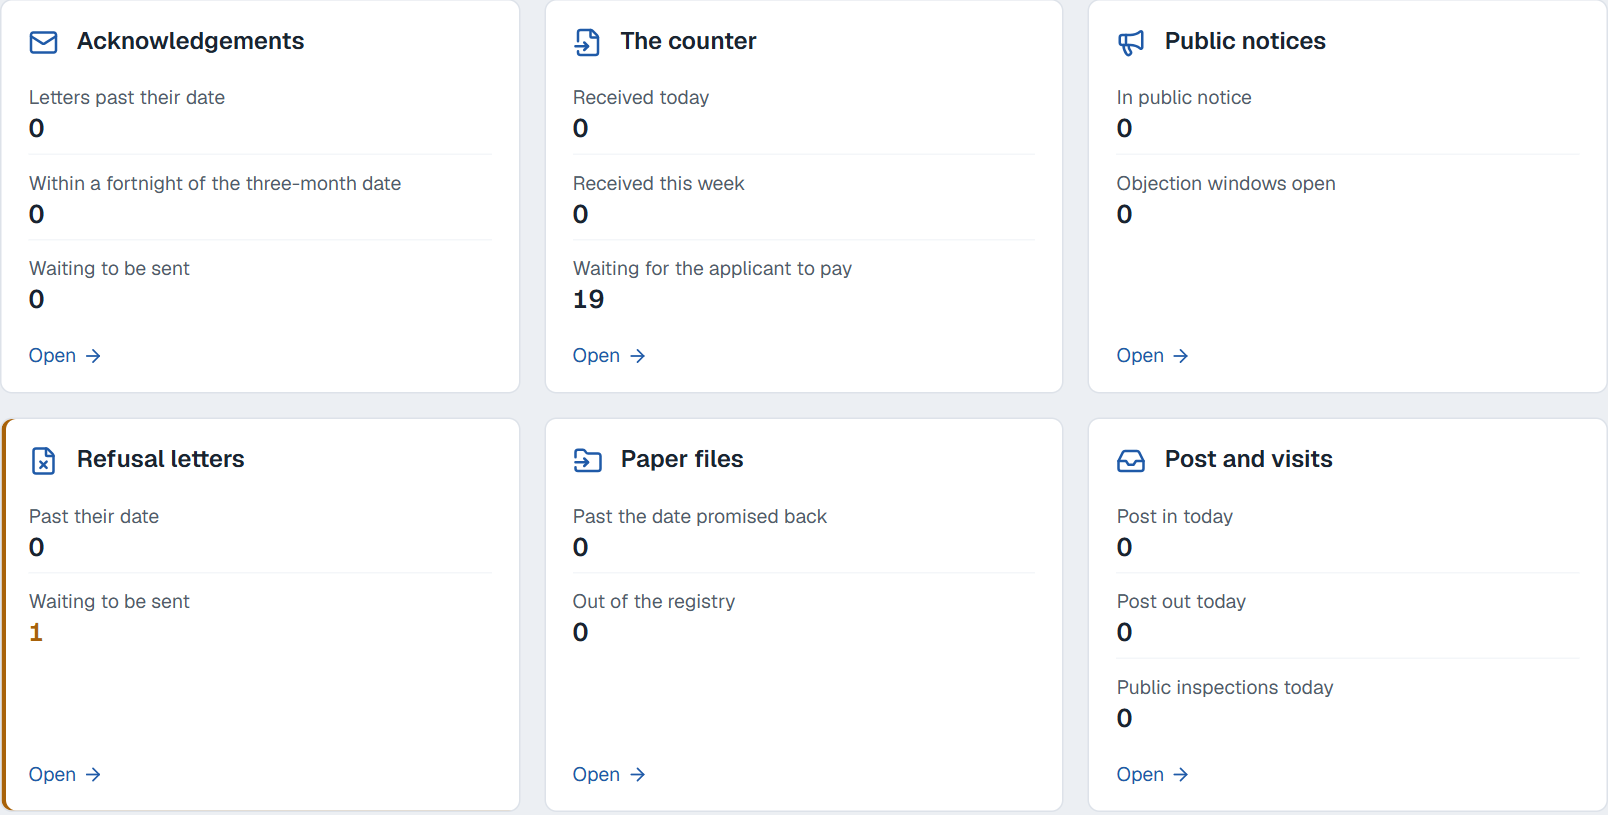 Acknowledgements
Letters past their date
0
Within a fortnight of the three-month date
0
Waiting to be sent
0
Open →
The counter
Received today
0
Received this week
0
Waiting for the applicant to pay
19
Open →
Public notices
In public notice
0
Objection windows open
0
Open →
Refusal letters
Past their date
0
Waiting to be sent
1
Open →
Paper files
Past the date promised back
0
Out of the registry
0
Open →
Post and visits
Post in today
0
Post out today
0
Public inspections today
0
Open →